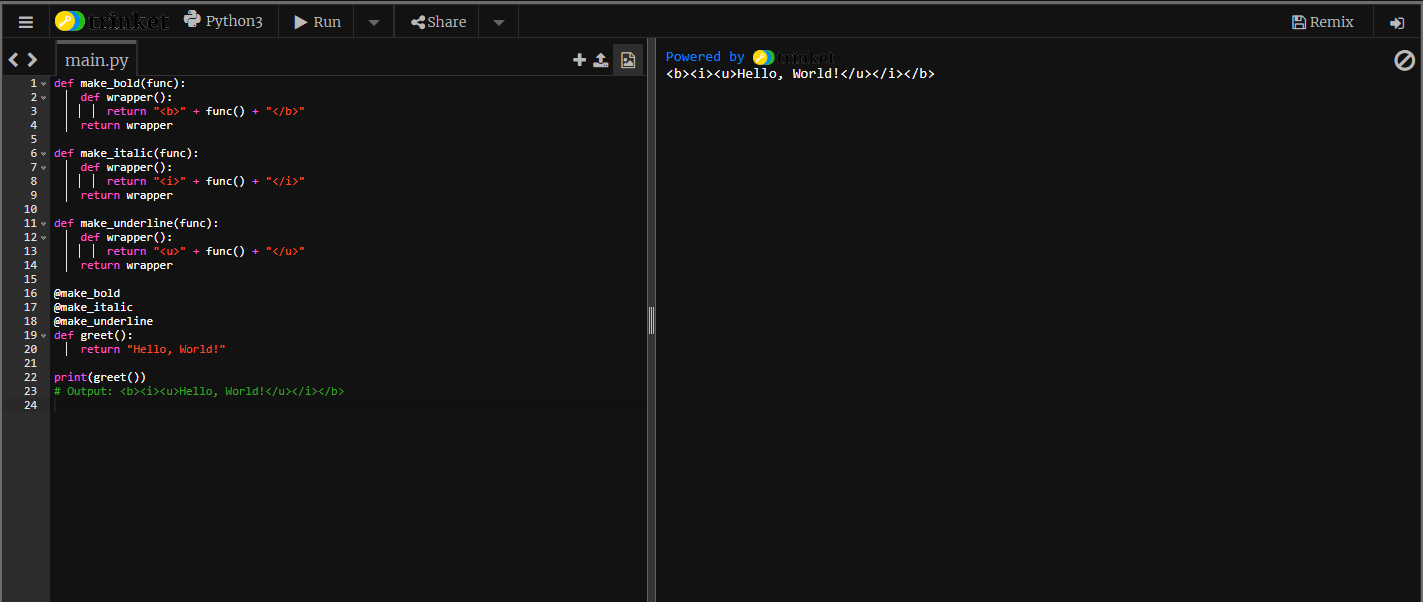 trinket Python3 Run Share Remix
main.py
1 def make_bold(func):
2     def wrapper():
3         return "<b>" + func() + "</b>"
4     return wrapper
5
6 def make_italic(func):
7     def wrapper():
8         return "<i>" + func() + "</i>"
9     return wrapper
10
11 def make_underline(func):
12     def wrapper():
13         return "<u>" + func() + "</u>"
14     return wrapper
15
16 @make_bold
17 @make_italic
18 @make_underline
19 def greet():
20     return "Hello, World!"
21
22 print(greet())
23 # Output: <b><i><u>Hello, World!</u></i></b>
24
Powered by trinket
<b><i><u>Hello, World!</u></i></b>